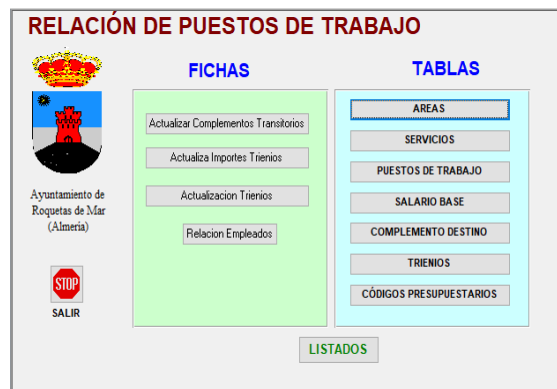 RELACIÓN DE PUESTOS DE TRABAJO
FICHAS
Actualizar Complementos Transitorios
Actualiza Importes Trienios
Actualizacion Trienios
Relacion Empleados
TABLAS
AREAS
SERVICIOS
PUESTOS DE TRABAJO
SALARIO BASE
COMPLEMENTO DESTINO
TRIENIOS
CÓDIGOS PRESUPUESTARIOS
Ayuntamiento de
Roquetas de Mar
(Almeria)
STOP
SALIR
LISTADOS